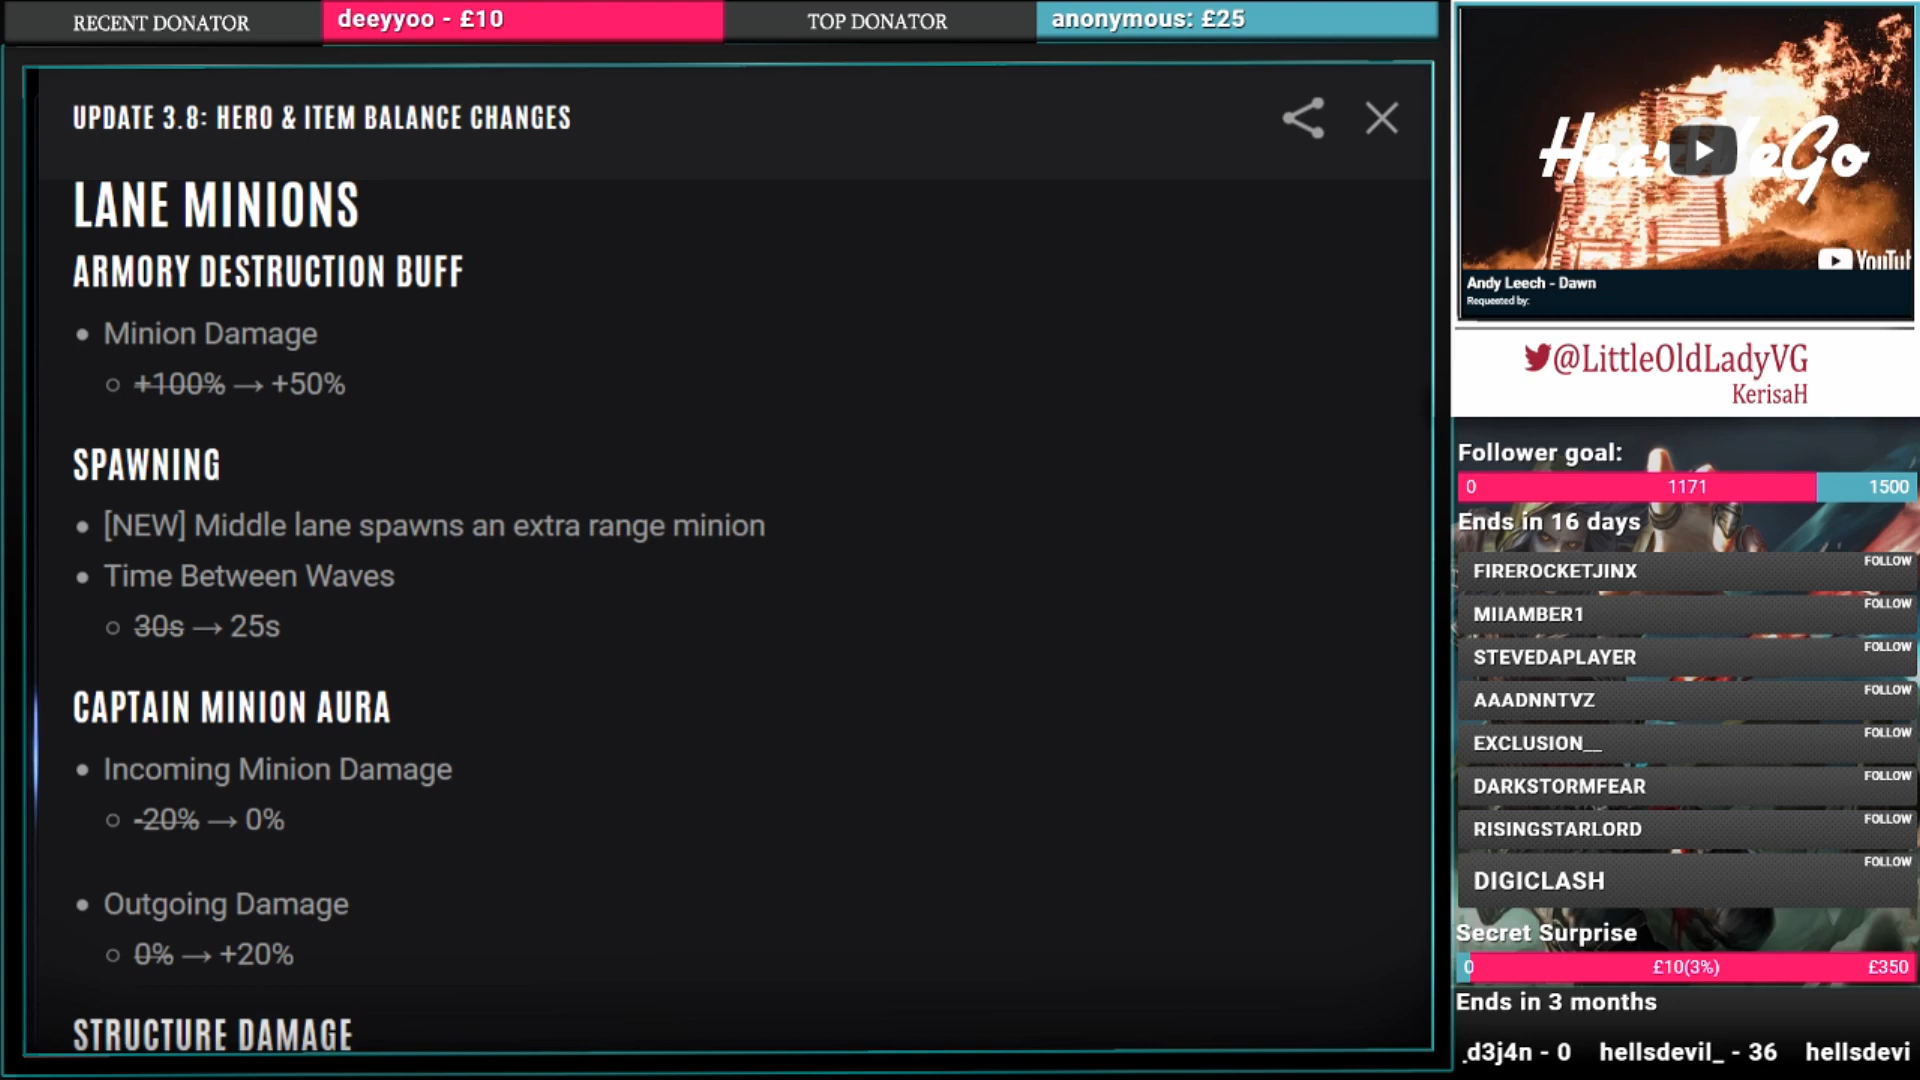 RECENT DONATOR
deeyyoo - £10
TOP DONATOR
anonymous: £25
UPDATE 3.8: HERO & ITEM BALANCE CHANGES
LANE MINIONS
ARMORY DESTRUCTION BUFF
• Minion Damage
○ +100% → +50%
SPAWNING
• [NEW] Middle lane spawns an extra range minion
• Time Between Waves
○ 30s → 25s
CAPTAIN MINION AURA
• Incoming Minion Damage
○ -20% → 0%
• Outgoing Damage
○ 0% → +20%
STRUCTURE DAMAGE
YouTu
Andy Leech - Dawn
Requested by:
@LittleOldLadyVG
KerisaH
Follower goal:
0 1171 1500
Ends in 16 days
FIREROCKETJINX FOLLOW
MIIAMBER1 FOLLOW
STEVEDAPLAYER FOLLOW
AAADNNTVZ FOLLOW
EXCLUSION__ FOLLOW
DARKSTORMFEAR FOLLOW
RISINGSTARLORD FOLLOW
DIGICLASH FOLLOW
Secret Surprise
0 £10(3%) £350
Ends in 3 months
_d3j4n - 0 hellsdevil_ - 36 hellsdevi